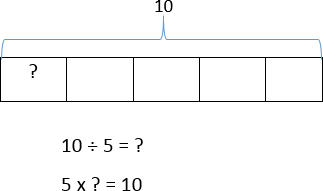 10
?
10 ÷ 5 = ?
5 x ? = 10